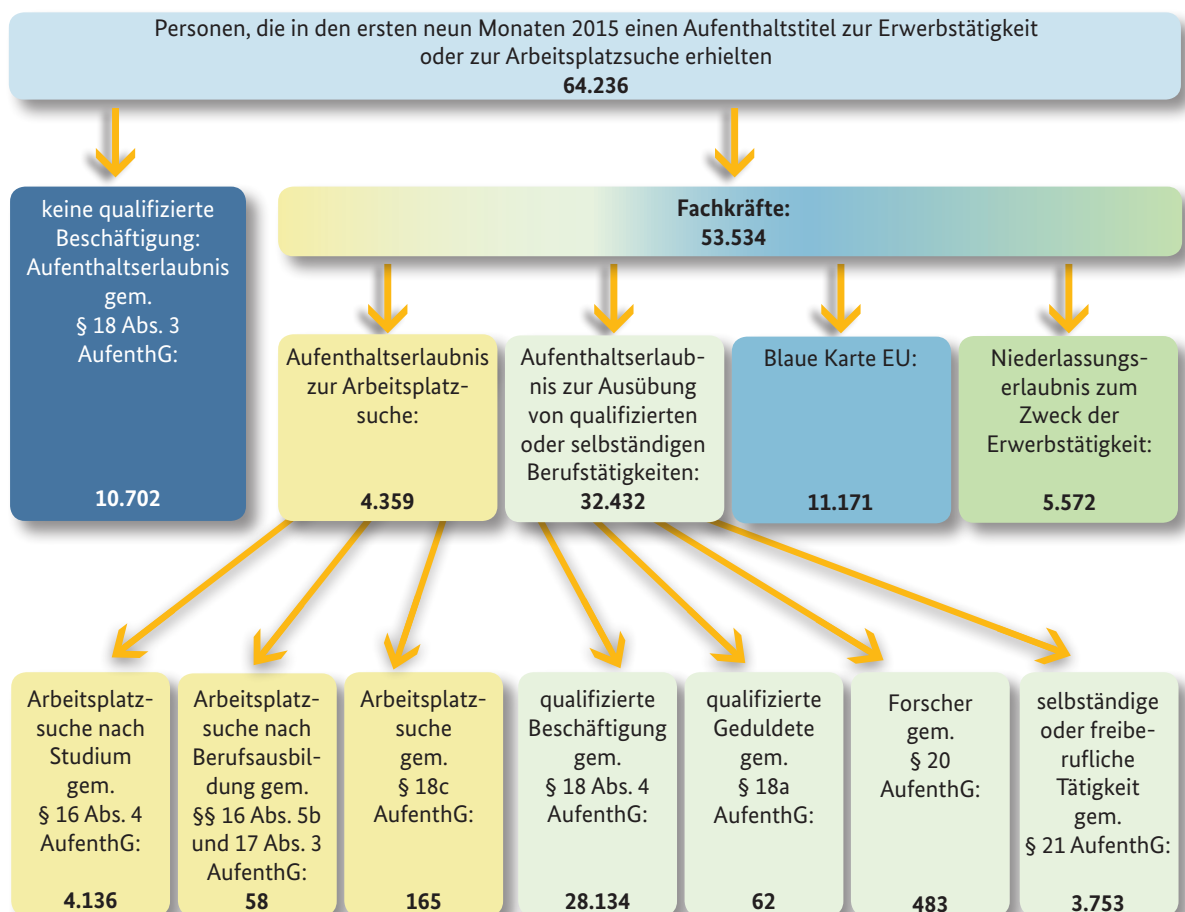 Personen, die in den ersten neun Monaten 2015 einen Aufenthaltstitel zur Erwerbstätigkeit
oder zur Arbeitsplatzsuche erhielten
64.236
keine qualifizierte
Beschäftigung:
Aufenthaltserlaubnis
gem.
§ 18 Abs. 3
AufenthG:
10.702
Fachkräfte:
53.534
Aufenthaltserlaubnis
zur Arbeitsplatz-
suche:
4.359
Aufenthaltserlaub-
nis zur Ausübung
von qualifizierten
oder selbständigen
Berufstätigkeiten:
32.432
Blaue Karte EU:
11.171
Niederlassungs-
erlaubnis zum
Zweck der
Erwerbstätigkeit:
5.572
Arbeitsplatz-
suche nach
Studium
gem.
§ 16 Abs. 4
AufenthG:
4.136
Arbeitsplatz-
suche nach
Berufsausbil-
dung gem.
§§ 16 Abs. 5b
und 17 Abs. 3
AufenthG:
58
Arbeitsplatz-
suche
gem.
§ 18c
AufenthG:
165
qualifizierte
Beschäftigung
gem.
§ 18 Abs. 4
AufenthG:
28.134
qualifizierte
Geduldete
gem.
§ 18a
AufenthG:
62
Forscher
gem.
§ 20
AufenthG:
483
selbständige
oder freibe-
rufliche
Tätigkeit
gem.
§ 21 AufenthG:
3.753